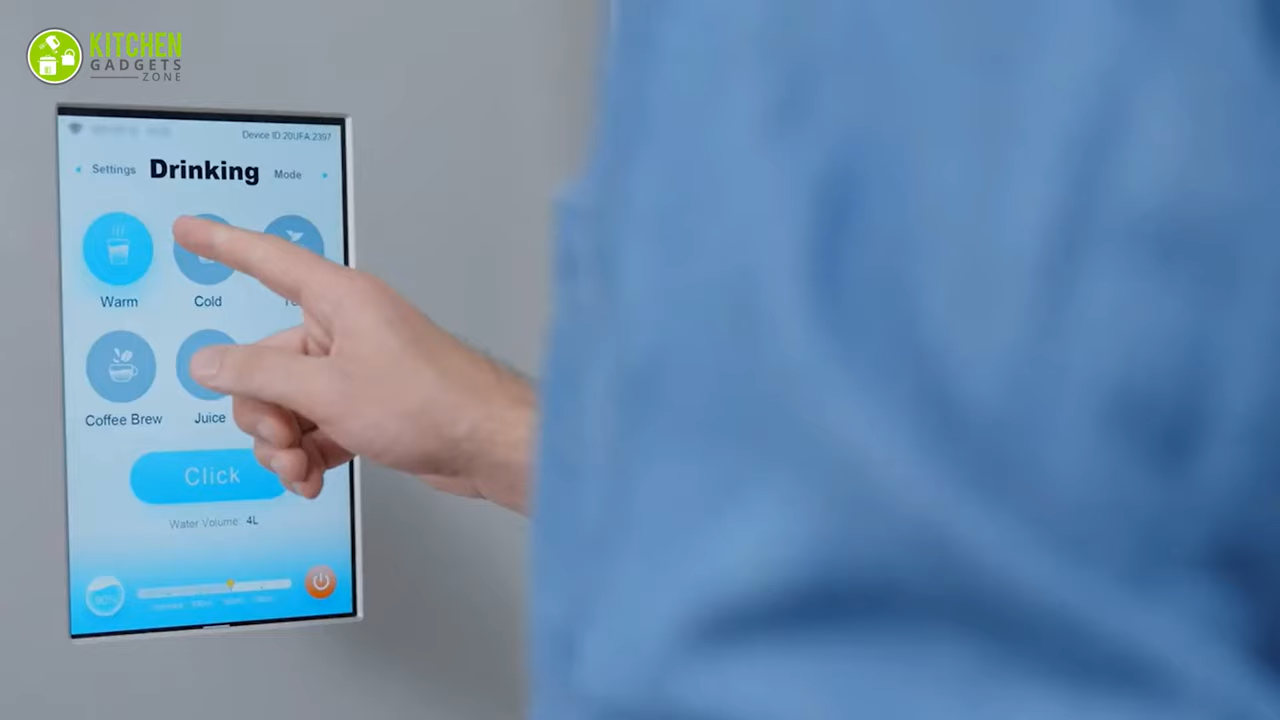 KITCHEN
GADGETS
ZONE
Device ID:20UFA:2397
Settings Drinking Mode
Warm Cold
Coffee Brew Juice
Click
Water Volume: 4L